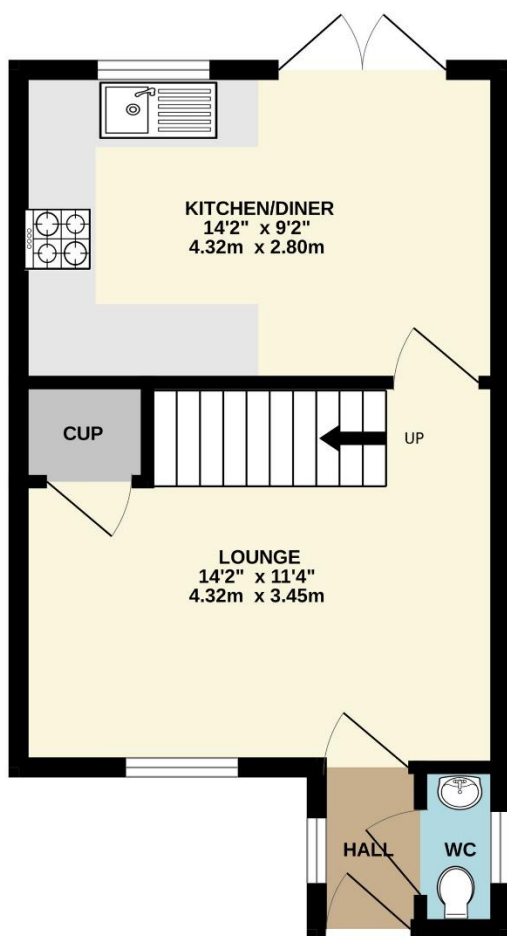 KITCHEN/DINER
14'2" x 9'2"
4.32m x 2.80m
CUP
UP
LOUNGE
14'2" x 11'4"
4.32m x 3.45m
HALL
WC